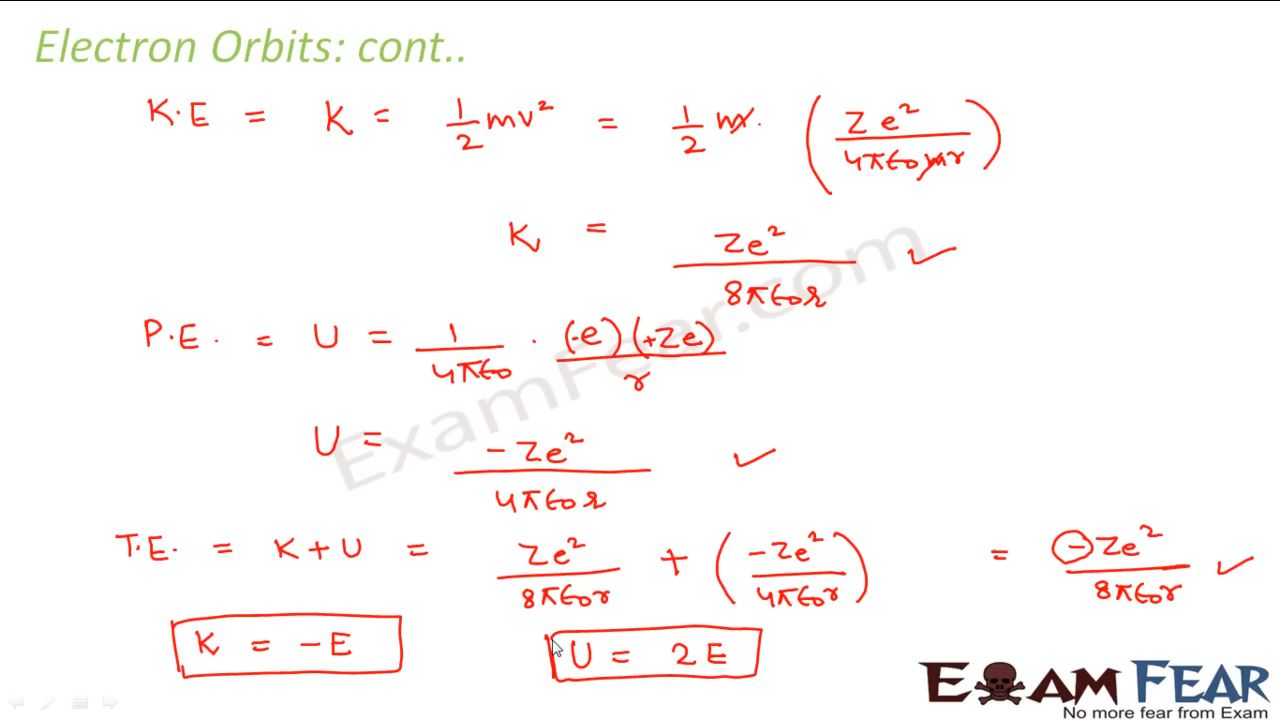 Electron Orbits: cont..
K.E = K = 1/2 mv² = 1/2 m. (Ze²/4πϵ₀mr)
K = Ze²/8πϵ₀r ✓
P.E. = U = 1/4πϵ₀ · (-e)(+Ze)/r
U = -Ze²/4πϵ₀r ✓
T.E. = K + U = Ze²/8πϵ₀r + (-Ze²/4πϵ₀r) = -Ze²/8πϵ₀r ✓
K = -E
U = 2E
ExamFear.com
EXAM FEAR
No more fear from Exam